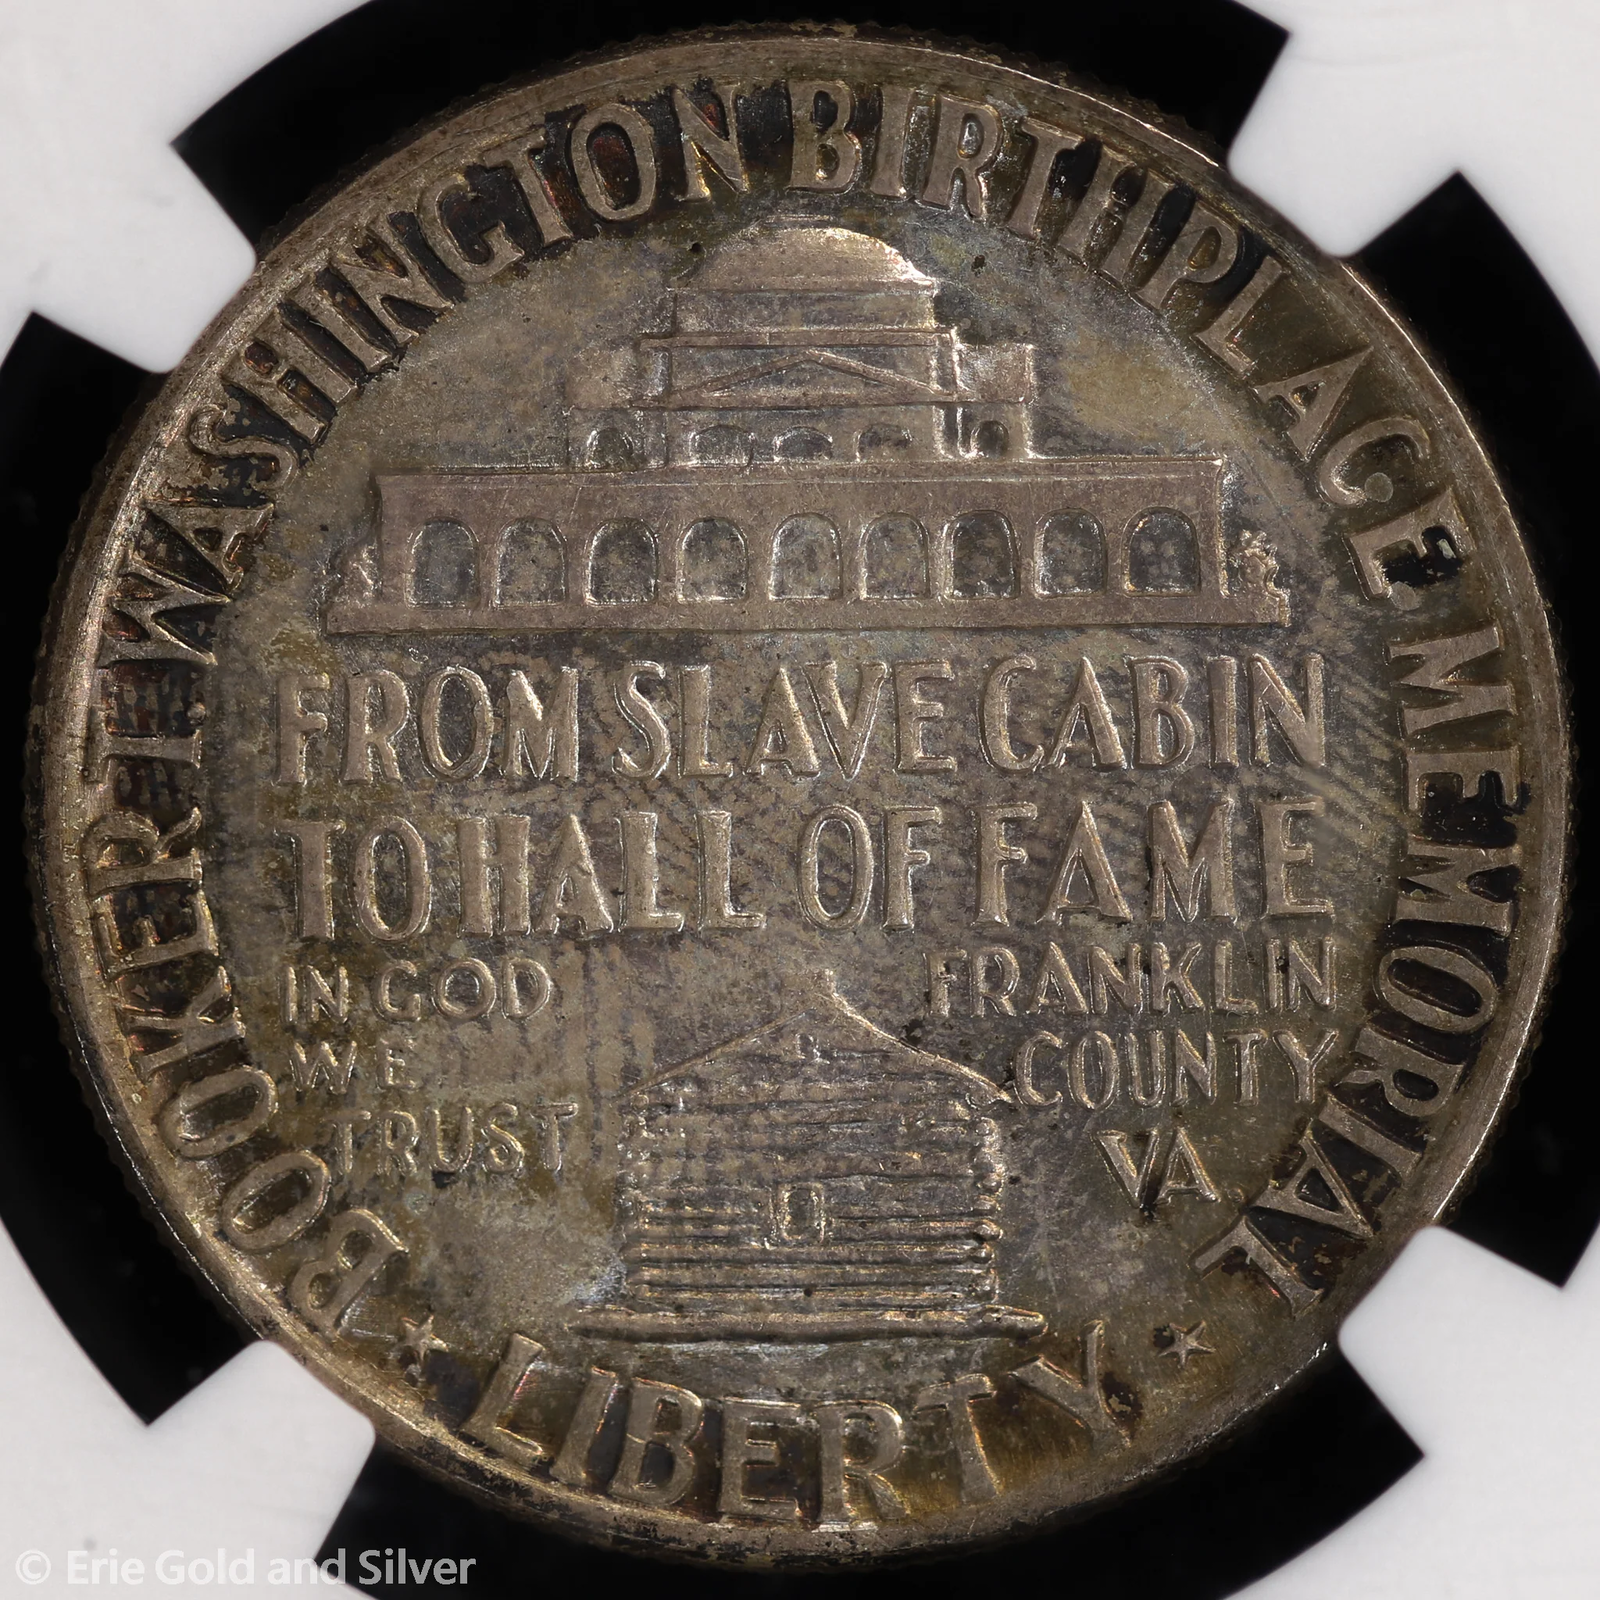 BOOKER T. WASHINGTON BIRTHPLACE MEMORIAL
FROM SLAVE CABIN
TO HALL OF FAME
IN GOD
WE
TRUST
FRANKLIN
COUNTY
VA.
★ LIBERTY ★
© Erie Gold and Silver